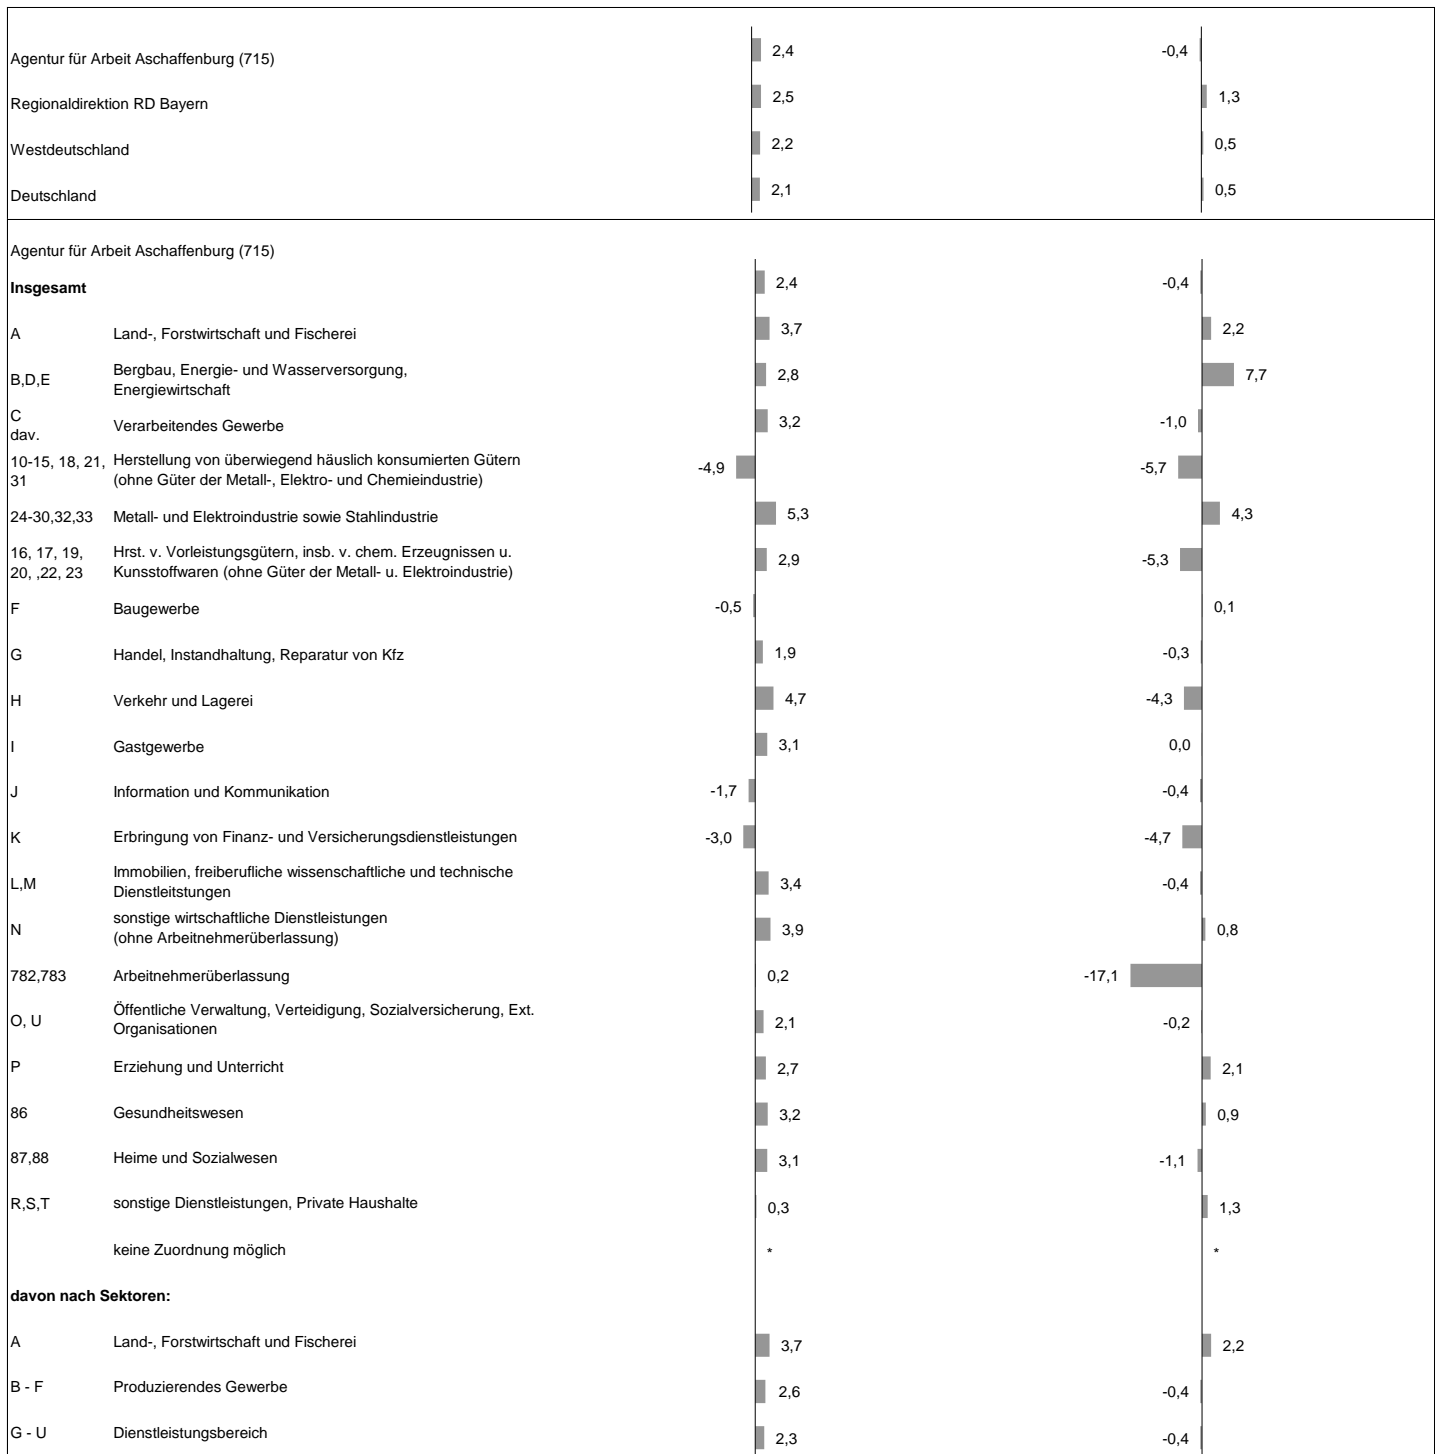 Agentur für Arbeit Aschaffenburg (715) 2,4 -0,4
Regionaldirektion RD Bayern 2,5 1,3
Westdeutschland 2,2 0,5
Deutschland 2,1 0,5
Agentur für Arbeit Aschaffenburg (715)
Insgesamt 2,4 -0,4
A Land-, Forstwirtschaft und Fischerei 3,7 2,2
B,D,E Bergbau, Energie- und Wasserversorgung,
Energiewirtschaft 2,8 7,7
C
dav. Verarbeitendes Gewerbe 3,2 -1,0
10-15, 18, 21, Herstellung von überwiegend häuslich konsumierten Gütern
31 (ohne Güter der Metall-, Elektro- und Chemieindustrie) -4,9 -5,7
24-30,32,33 Metall- und Elektroindustrie sowie Stahlindustrie 5,3 4,3
16, 17, 19, Hrst. v. Vorleistungsgütern, insb. v. chem. Erzeugnissen u.
20, ,22, 23 Kunsstoffwaren (ohne Güter der Metall- u. Elektroindustrie) 2,9 -5,3
F Baugewerbe -0,5 0,1
G Handel, Instandhaltung, Reparatur von Kfz 1,9 -0,3
H Verkehr und Lagerei 4,7 -4,3
I Gastgewerbe 3,1 0,0
J Information und Kommunikation -1,7 -0,4
K Erbringung von Finanz- und Versicherungsdienstleistungen -3,0 -4,7
L,M Immobilien, freiberufliche wissenschaftliche und technische
Dienstleitstungen 3,4 -0,4
N sonstige wirtschaftliche Dienstleistungen
(ohne Arbeitnehmerüberlassung) 3,9 0,8
782,783 Arbeitnehmerüberlassung 0,2 -17,1
O, U Öffentliche Verwaltung, Verteidigung, Sozialversicherung, Ext.
Organisationen 2,1 -0,2
P Erziehung und Unterricht 2,7 2,1
86 Gesundheitswesen 3,2 0,9
87,88 Heime und Sozialwesen 3,1 -1,1
R,S,T sonstige Dienstleistungen, Private Haushalte 0,3 1,3
keine Zuordnung möglich * *
davon nach Sektoren:
A Land-, Forstwirtschaft und Fischerei 3,7 2,2
B - F Produzierendes Gewerbe 2,6 -0,4
G - U Dienstleistungsbereich 2,3 -0,4